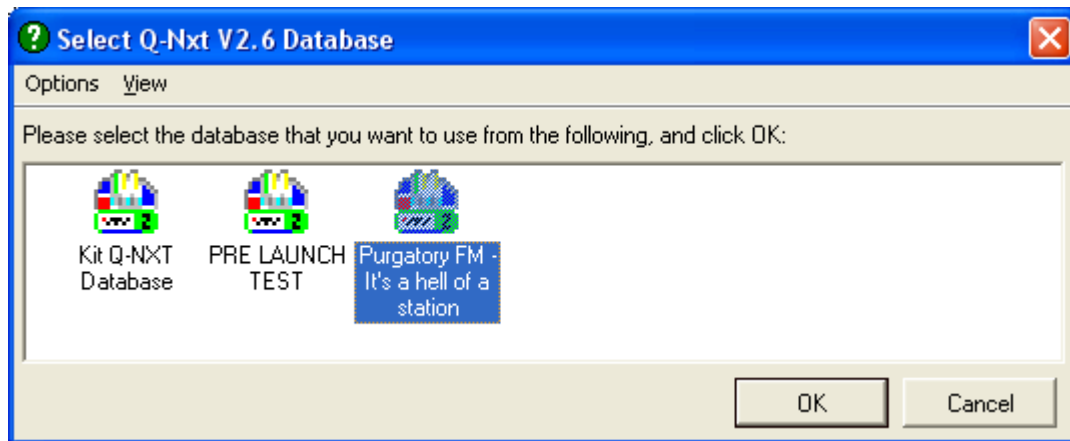 Select Q-Nxt V2.6 Database
Options View
Please select the database that you want to use from the following, and click OK:
Kit Q-NXT
Database
PRE LAUNCH
TEST
Purgatory FM -
It's a hell of a
station
OK
Cancel